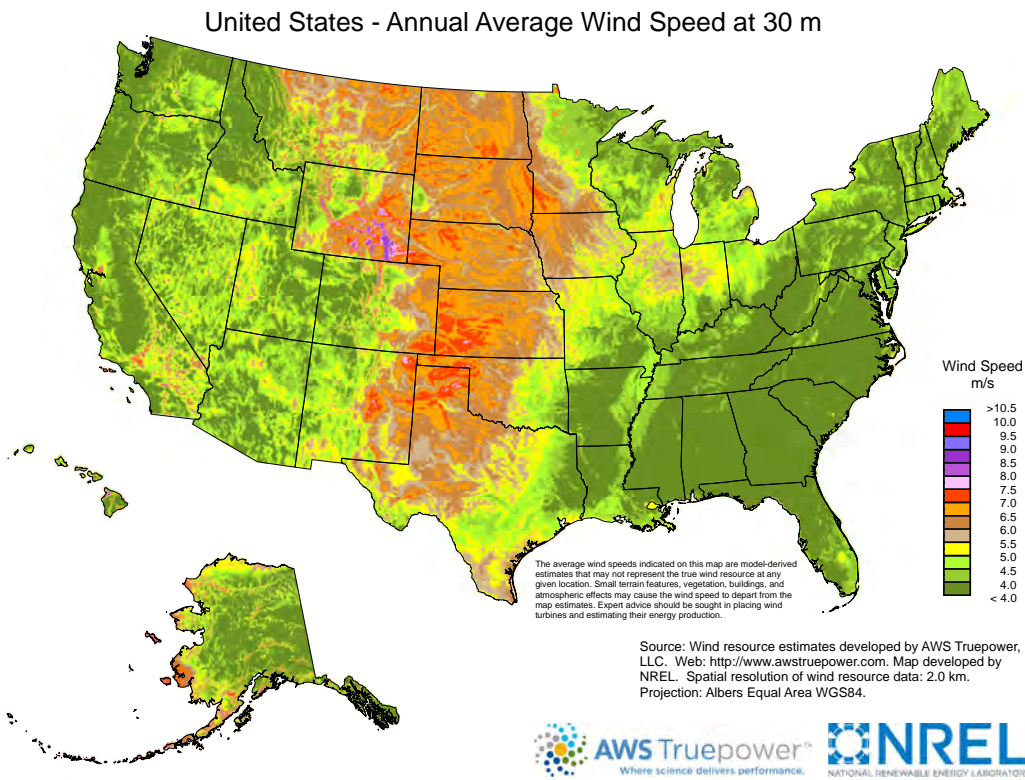 United States - Annual Average Wind Speed at 30 m
Wind Speed
m/s
>10.5
10.0
9.5
9.0
8.5
8.0
7.5
7.0
6.5
6.0
5.5
5.0
4.5
4.0
< 4.0
The average wind speeds indicated on this map are model-derived
estimates that may not represent the true wind resource at any
given location. Small terrain features, vegetation, buildings, and
atmospheric effects may cause the wind speed to depart from the
map estimates. Expert advice should be sought in placing wind
turbines and estimating their energy production.
Source: Wind resource estimates developed by AWS Truepower,
LLC. Web: http://www.awstruepower.com. Map developed by
NREL. Spatial resolution of wind resource data: 2.0 km.
Projection: Albers Equal Area WGS84.
AWS Truepower™
Where science delivers performance.
NREL
NATIONAL RENEWABLE ENERGY LABORATOR